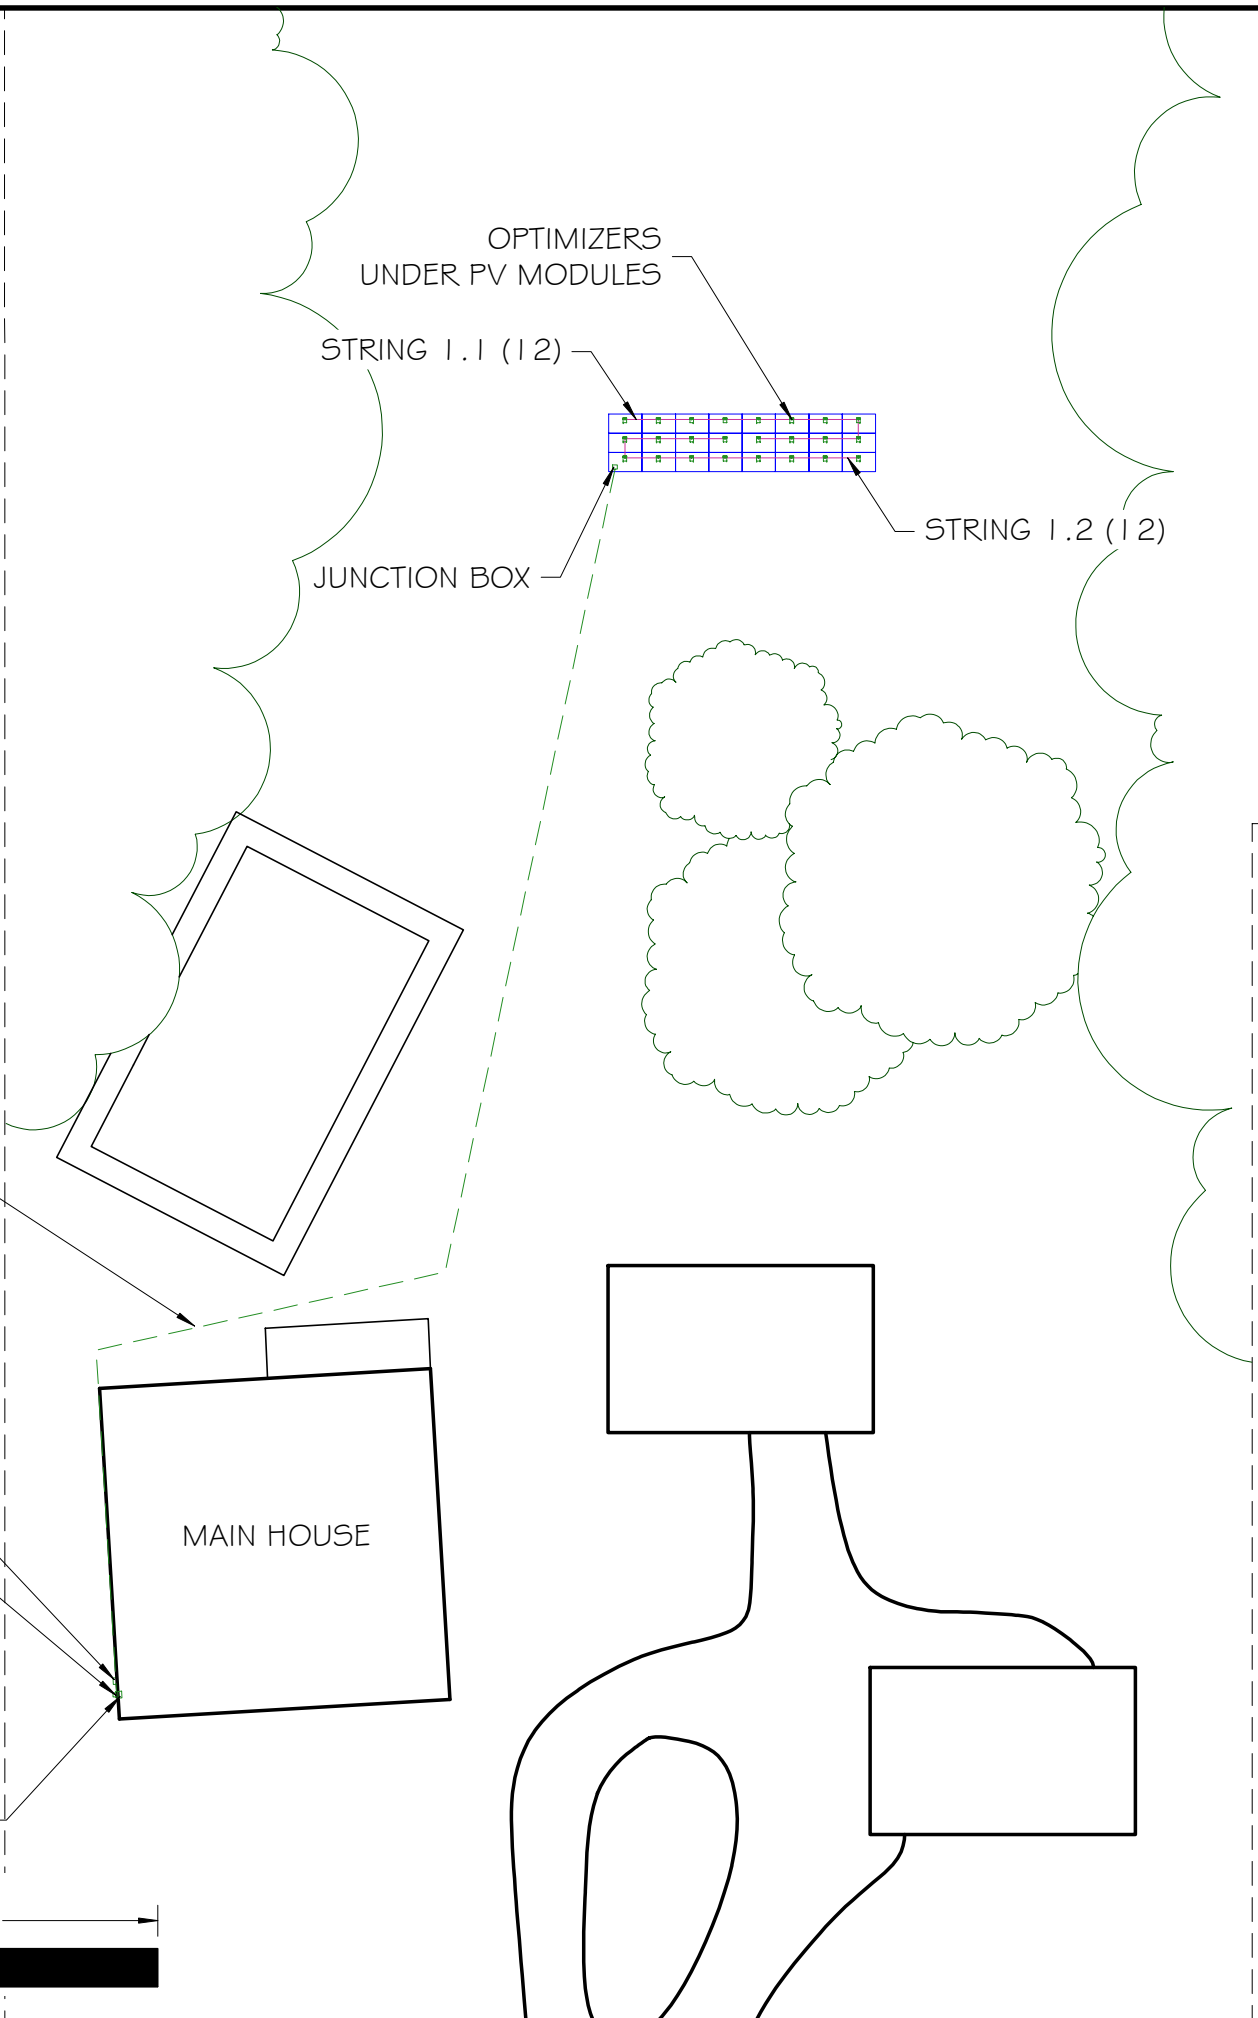 OPTIMIZERS
UNDER PV MODULES
STRING 1.1 (12)
STRING 1.2 (12)
JUNCTION BOX
MAIN HOUSE